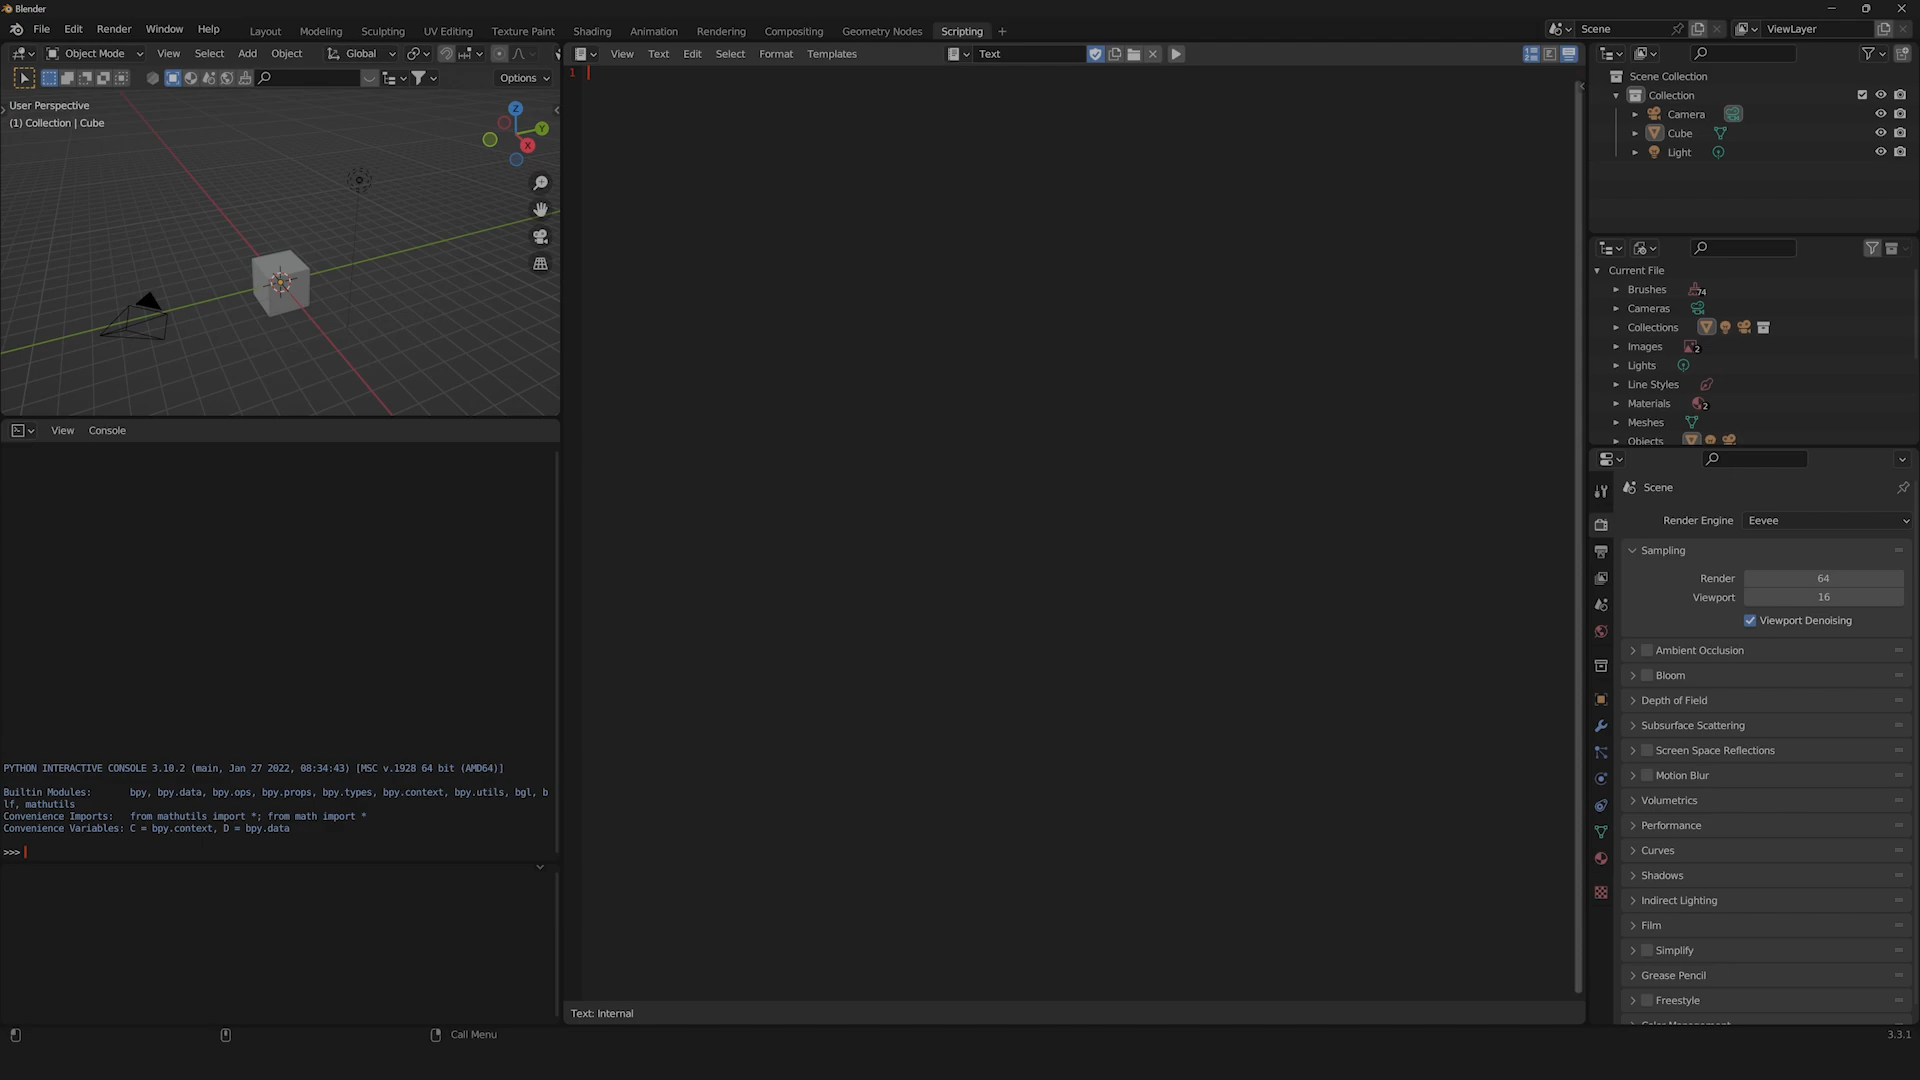 Blender
File Edit Render Window Help
Layout Modeling Sculpting UV Editing Texture Paint Shading Animation Rendering Compositing Geometry Nodes Scripting +
Scene
ViewLayer
Object Mode View Select Add Object Global
View Text Edit Select Format Templates
Text
Options
1
User Perspective
(1) Collection | Cube
Z
Y
X
Scene Collection
Collection
Camera
Cube
Light
Current File
Brushes 74
Cameras
Collections
Images 2
Lights
Line Styles
Materials 2
Meshes
Objects
View Console
PYTHON INTERACTIVE CONSOLE 3.10.2 (main, Jan 27 2022, 08:34:43) [MSC v.1928 64 bit (AMD64)]
Builtin Modules: bpy, bpy.data, bpy.ops, bpy.props, bpy.types, bpy.context, bpy.utils, bgl, b
lf, mathutils
Convenience Imports: from mathutils import *; from math import *
Convenience Variables: C = bpy.context, D = bpy.data
>>>
Scene
Render Engine Eevee
Sampling
Render 64
Viewport 16
Viewport Denoising
Ambient Occlusion
Bloom
Depth of Field
Subsurface Scattering
Screen Space Reflections
Motion Blur
Volumetrics
Performance
Curves
Shadows
Indirect Lighting
Film
Simplify
Grease Pencil
Freestyle
Color Management
Text: Internal
Call Menu
3.3.1